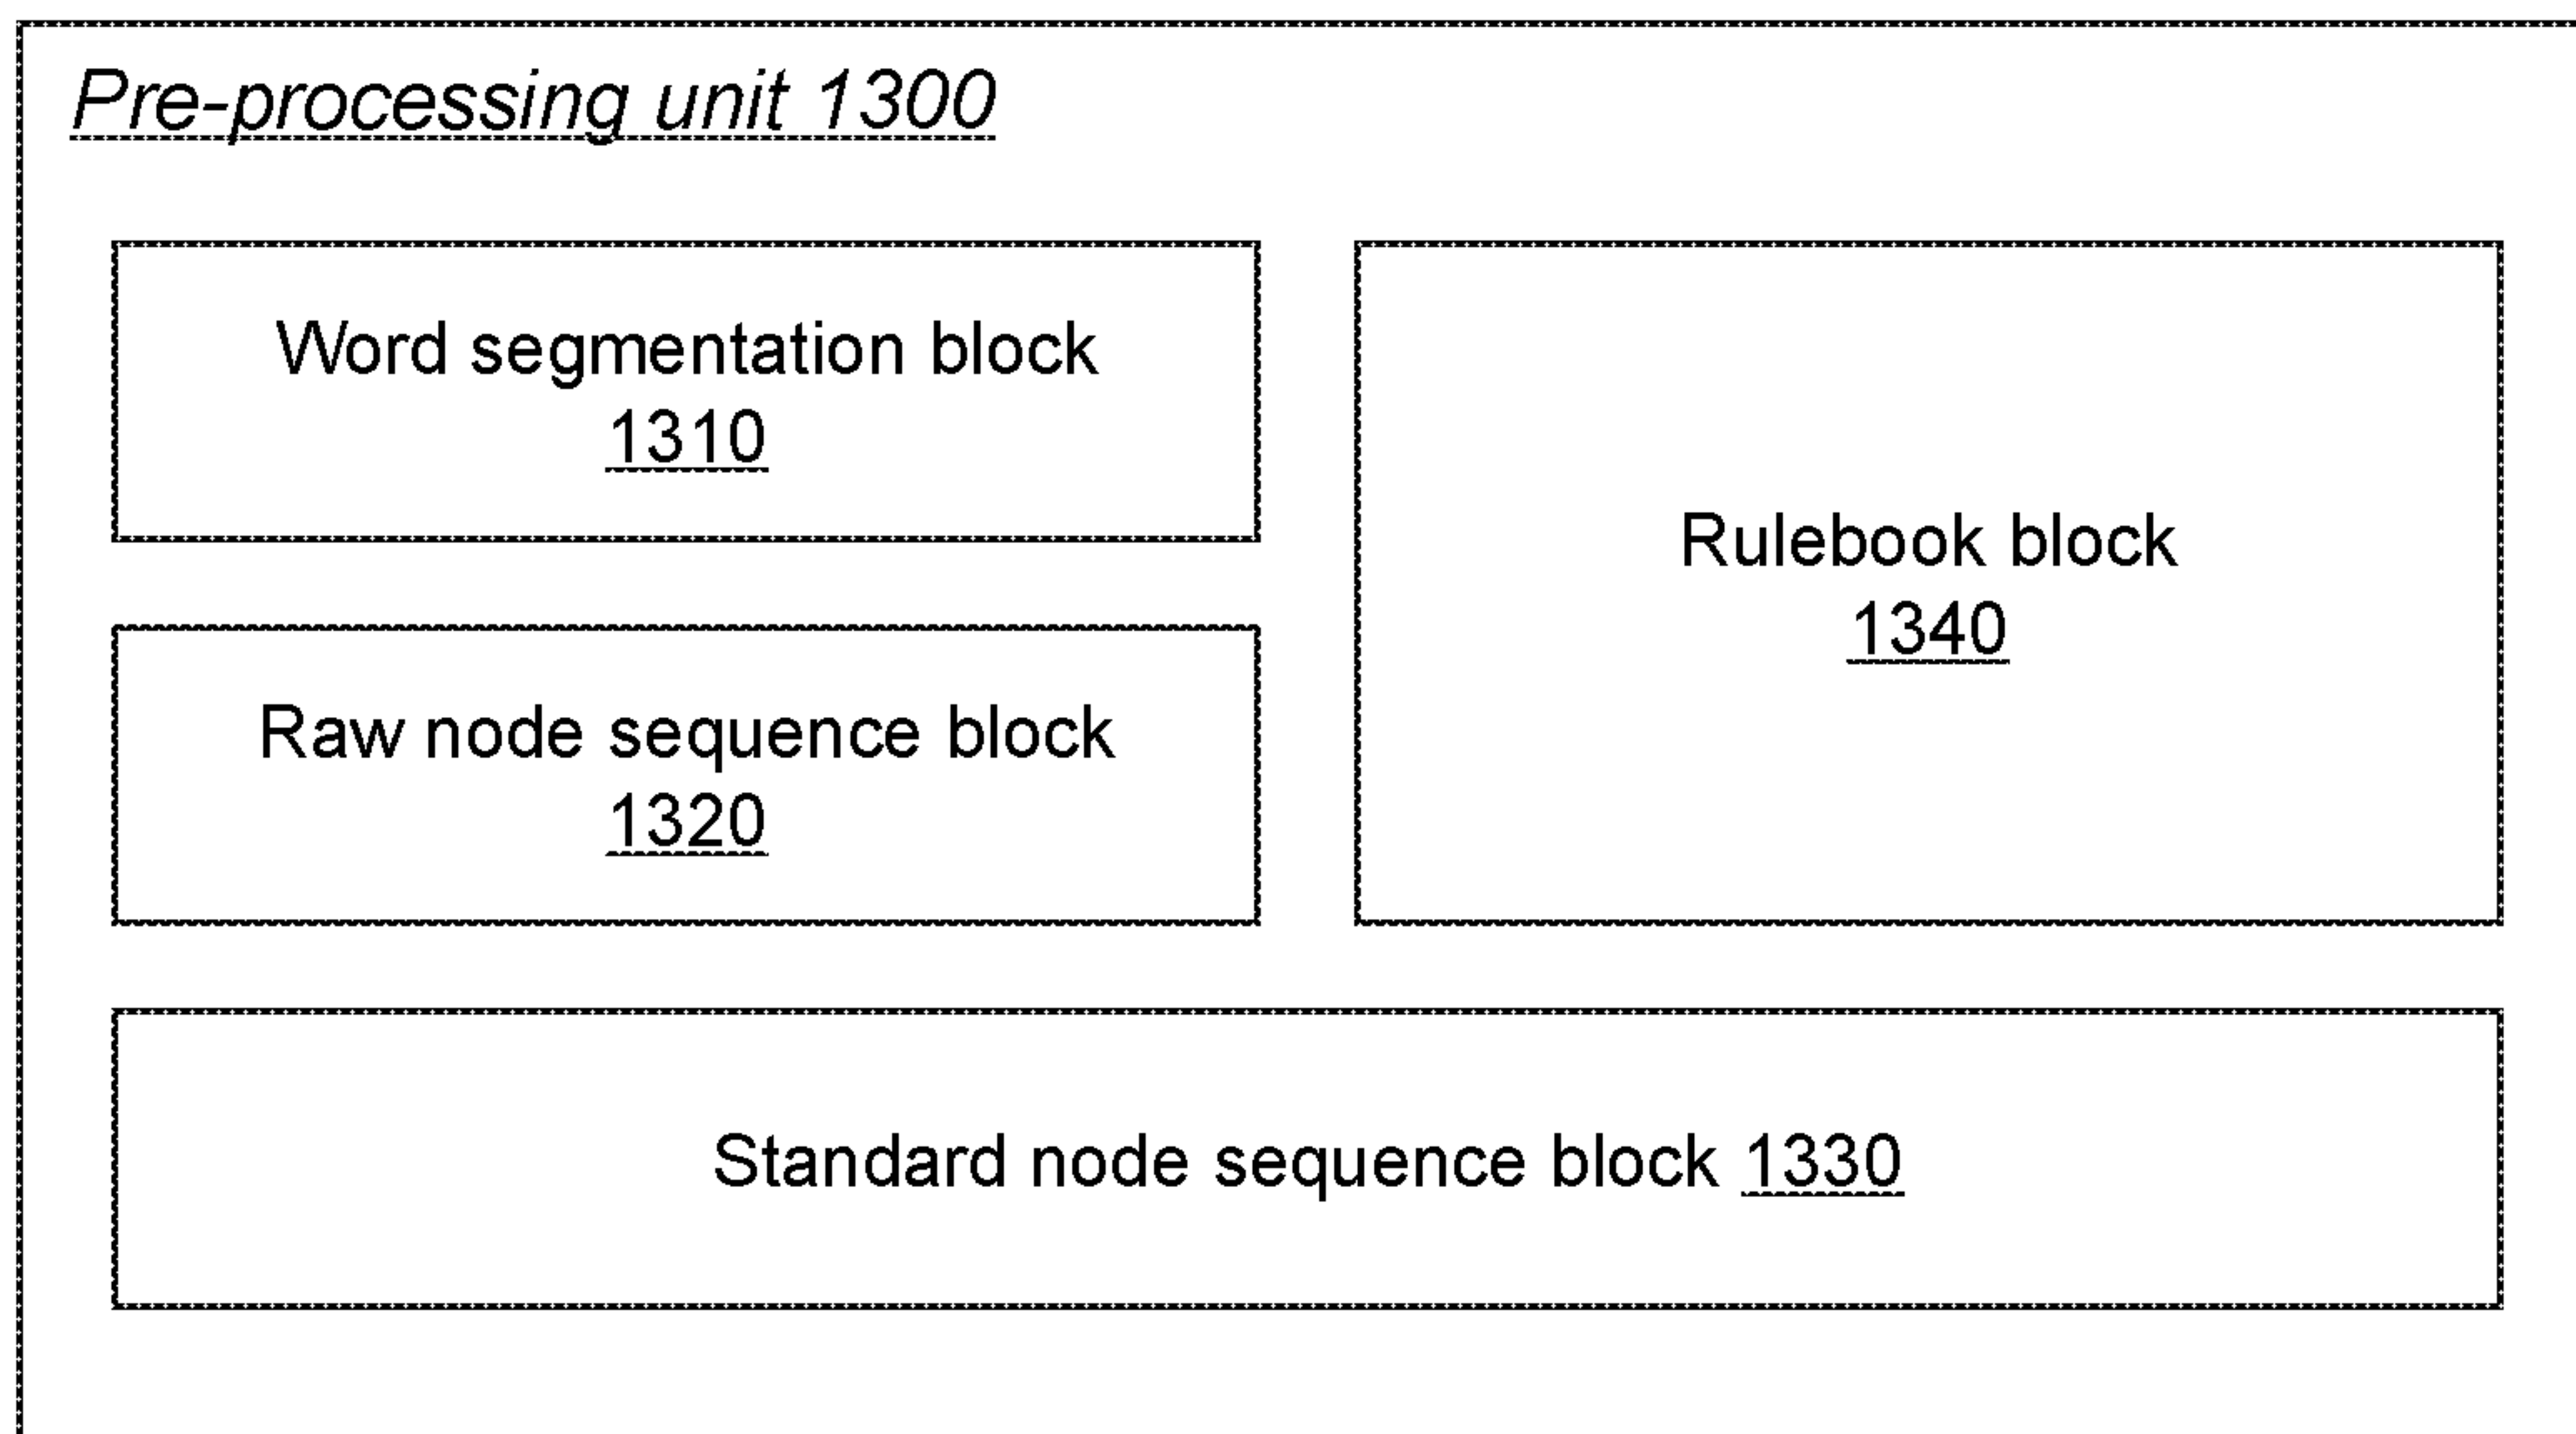 Pre-processing unit 1300
Word segmentation block
1310
Raw node sequence block
1320
Rulebook block
1340
Standard node sequence block 1330